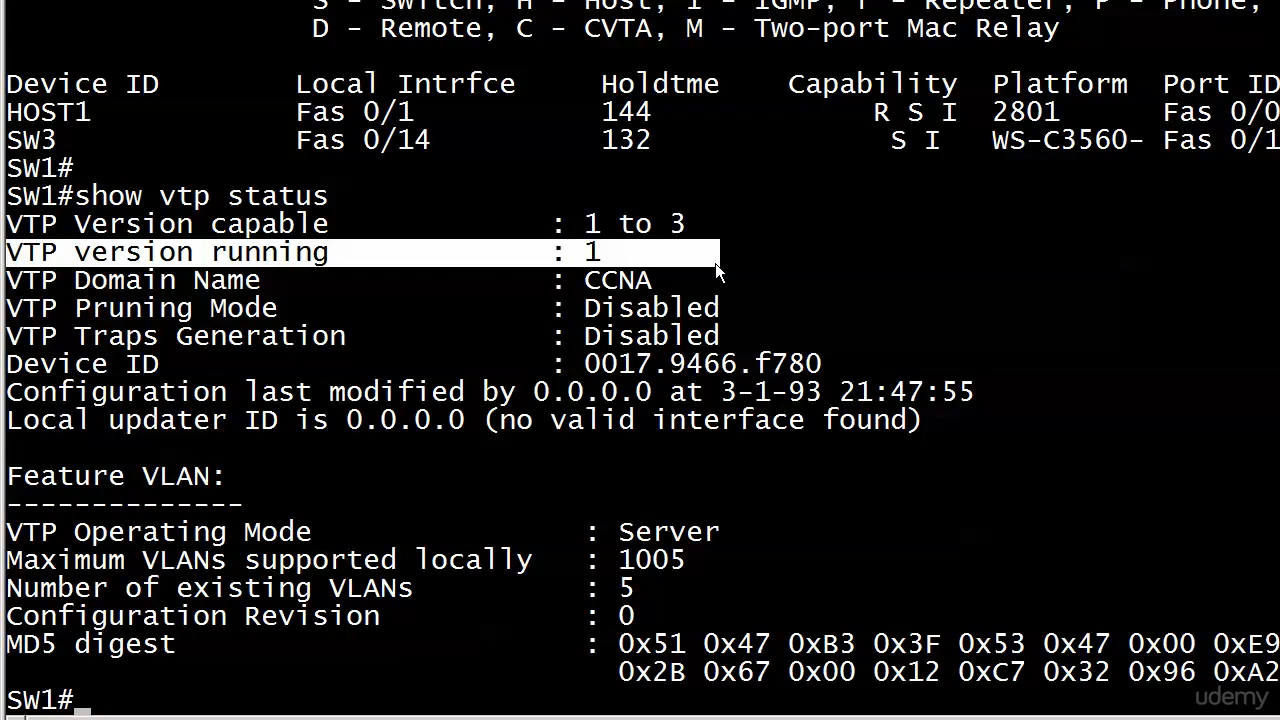 S - Switch, H - Host, I - IGMP, r - Repeater, P - Phone,
D - Remote, C - CVTA, M - Two-port Mac Relay
Device ID Local Intrfce Holdtme Capability Platform Port ID
HOST1 Fas 0/1 144 R S I 2801 Fas 0/0
SW3 Fas 0/14 132 S I WS-C3560- Fas 0/1
SW1#
SW1#show vtp status
VTP Version capable : 1 to 3
VTP version running : 1
VTP Domain Name : CCNA
VTP Pruning Mode : Disabled
VTP Traps Generation : Disabled
Device ID : 0017.9466.f780
Configuration last modified by 0.0.0.0 at 3-1-93 21:47:55
Local updater ID is 0.0.0.0 (no valid interface found)
Feature VLAN:
--------------
VTP Operating Mode : Server
Maximum VLANs supported locally : 1005
Number of existing VLANs : 5
Configuration Revision : 0
MD5 digest : 0x51 0x47 0xB3 0x3F 0x53 0x47 0x00 0xE9
0x2B 0x67 0x00 0x12 0xC7 0x32 0x96 0xA2
SW1#
udemy